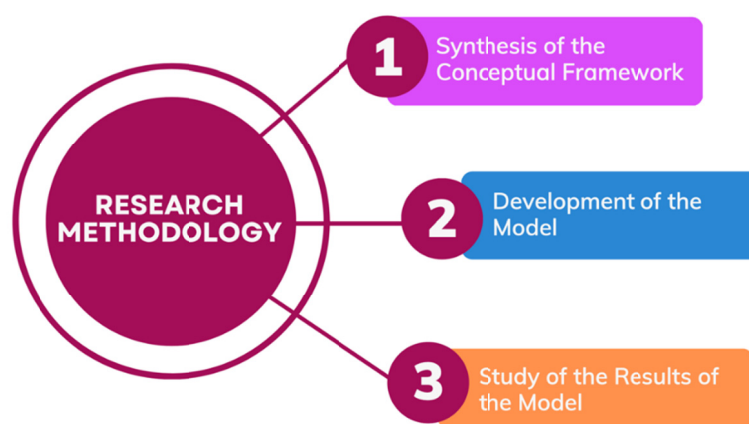 RESEARCH
METHODOLOGY
1
Synthesis of the
Conceptual Framework
2
Development of the
Model
3
Study of the Results of
the Model